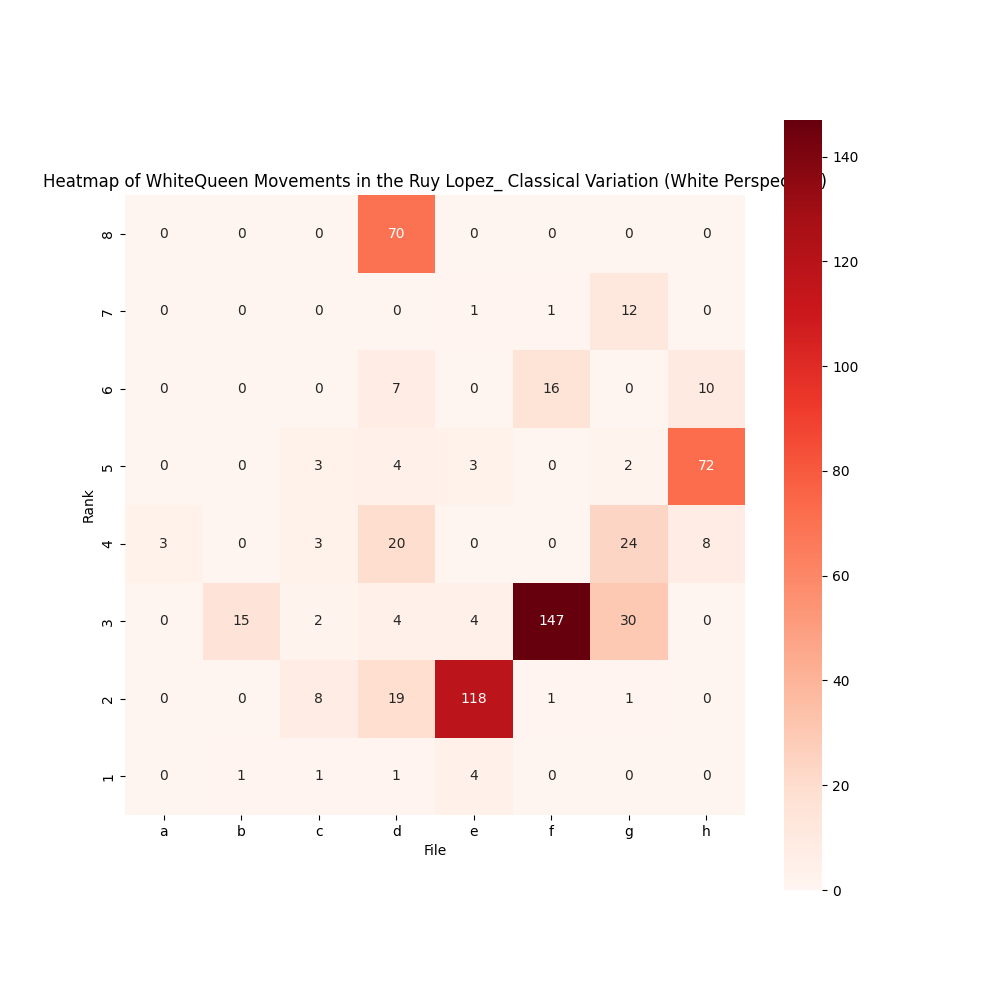 Heatmap of WhiteQueen Movements in the Ruy Lopez_ Classical Variation (White
8 0 0 0 70 0 0 0 0
7 0 0 0 0 1 1 12 0
6 0 0 0 7 0 16 0 10
5 0 0 3 4 3 0 2 72
4 3 0 3 20 0 0 24 8
3 0 15 2 4 4 147 30 0
2 0 0 8 19 118 1 1 0
1 0 1 1 1 4 0 0 0
a b c d e f g h
File
Rank
140
120
100
80
60
40
20
0